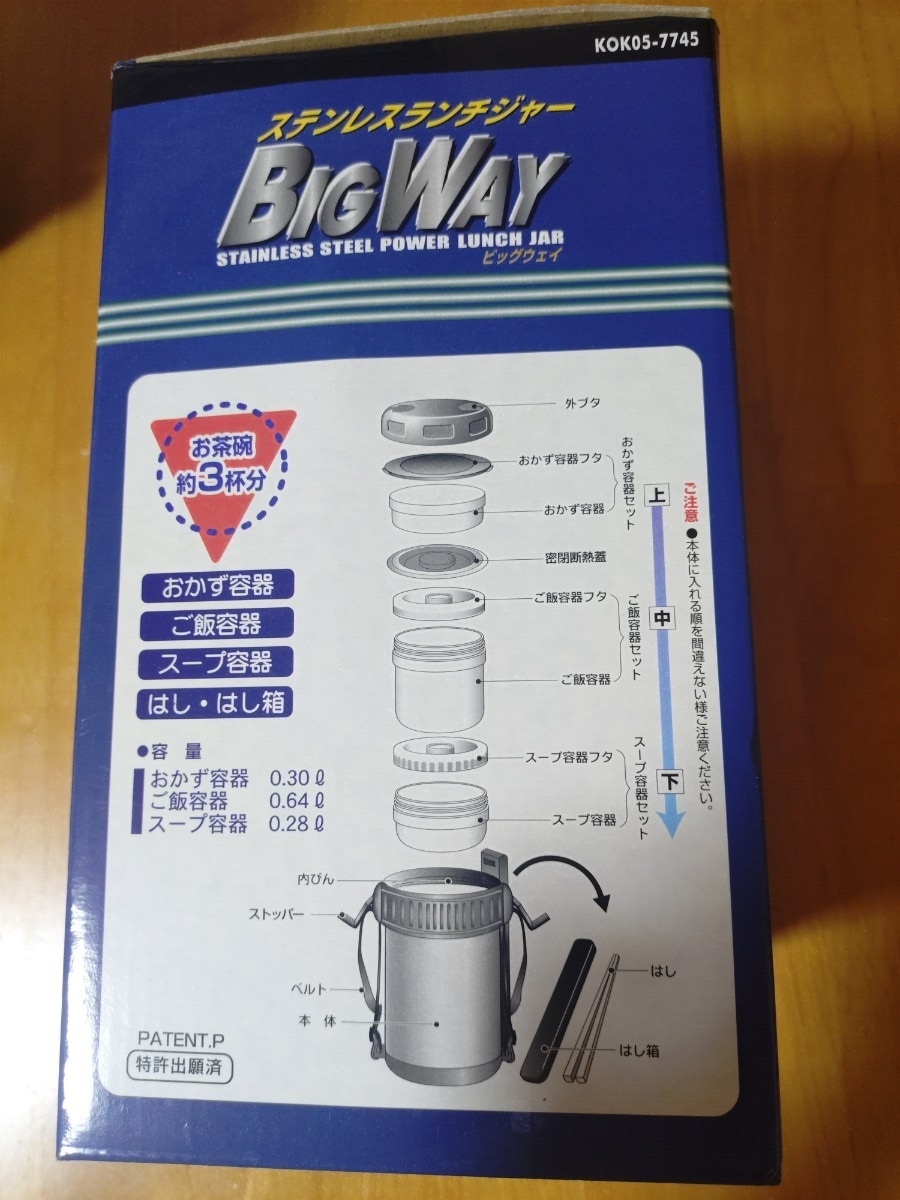 KOK05-7745
ステンレスランチジャー
BIGWAY
STAINLESS STEEL POWER LUNCH JAR
ビッグウェイ
お茶碗
約3杯分
おかず容器
ご飯容器
スープ容器
はし・はし箱
●容 量
おかず容器 0.30ℓ
ご飯容器 0.64ℓ
スープ容器 0.28ℓ
外ブタ
おかず容器フタ
おかず容器
おかず容器セット
密閉断熱蓋
ご飯容器フタ
ご飯容器
ご飯容器セット
スープ容器フタ
スープ容器
スープ容器セット
上
中
下
ご注意 ●本体に入れる順を間違えない様ご注意ください。
内びん
ストッパー
ベルト
本 体
はし
はし箱
PATENT.P
特許出願済